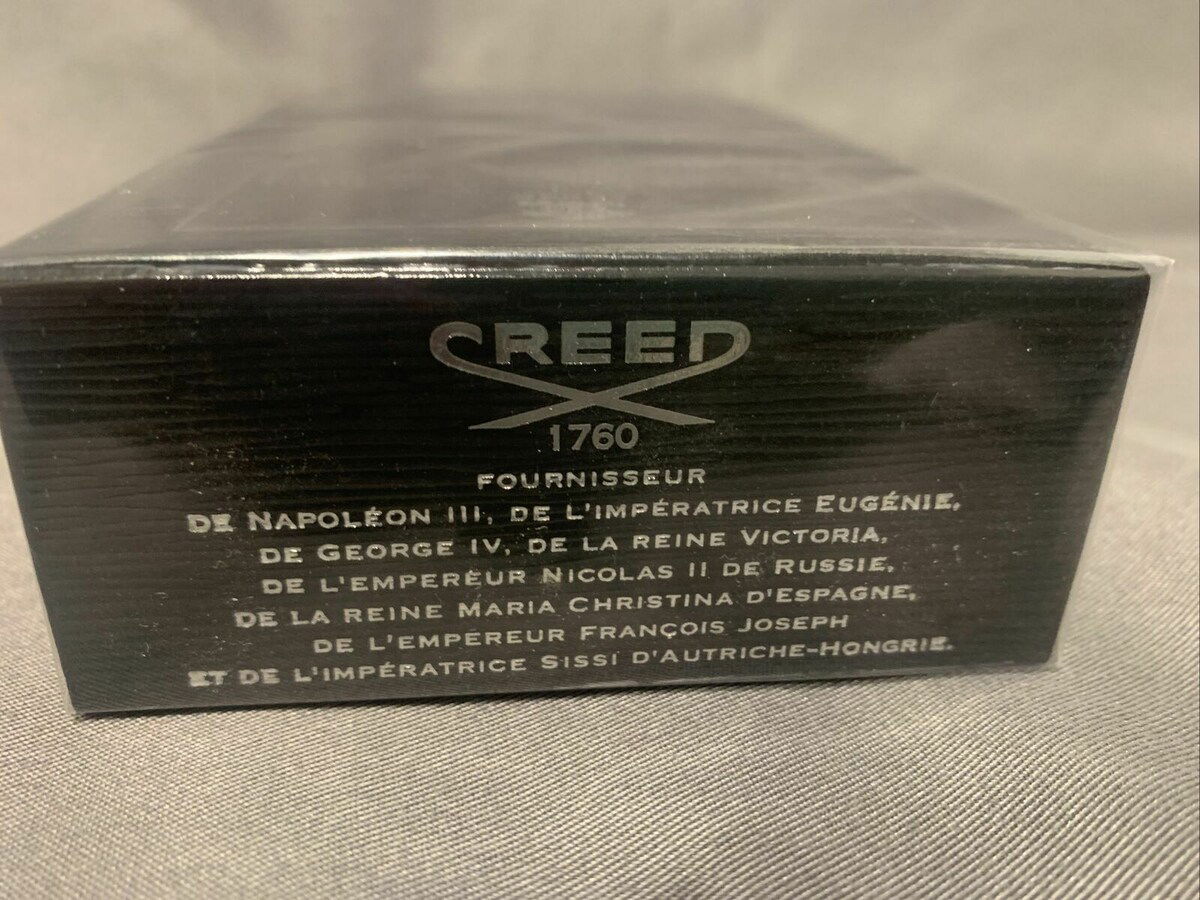 CREED
1760
FOURNISSEUR
DE NAPOLÉON III, DE L'IMPÉRATRICE EUGÉNIE,
DE GEORGE IV, DE LA REINE VICTORIA,
DE L'EMPEREUR NICOLAS II DE RUSSIE,
DE LA REINE MARIA CHRISTINA D'ESPAGNE,
DE L'EMPEREUR FRANÇOIS JOSEPH
ET DE L'IMPÉRATRICE SISSI D'AUTRICHE-HONGRIE.